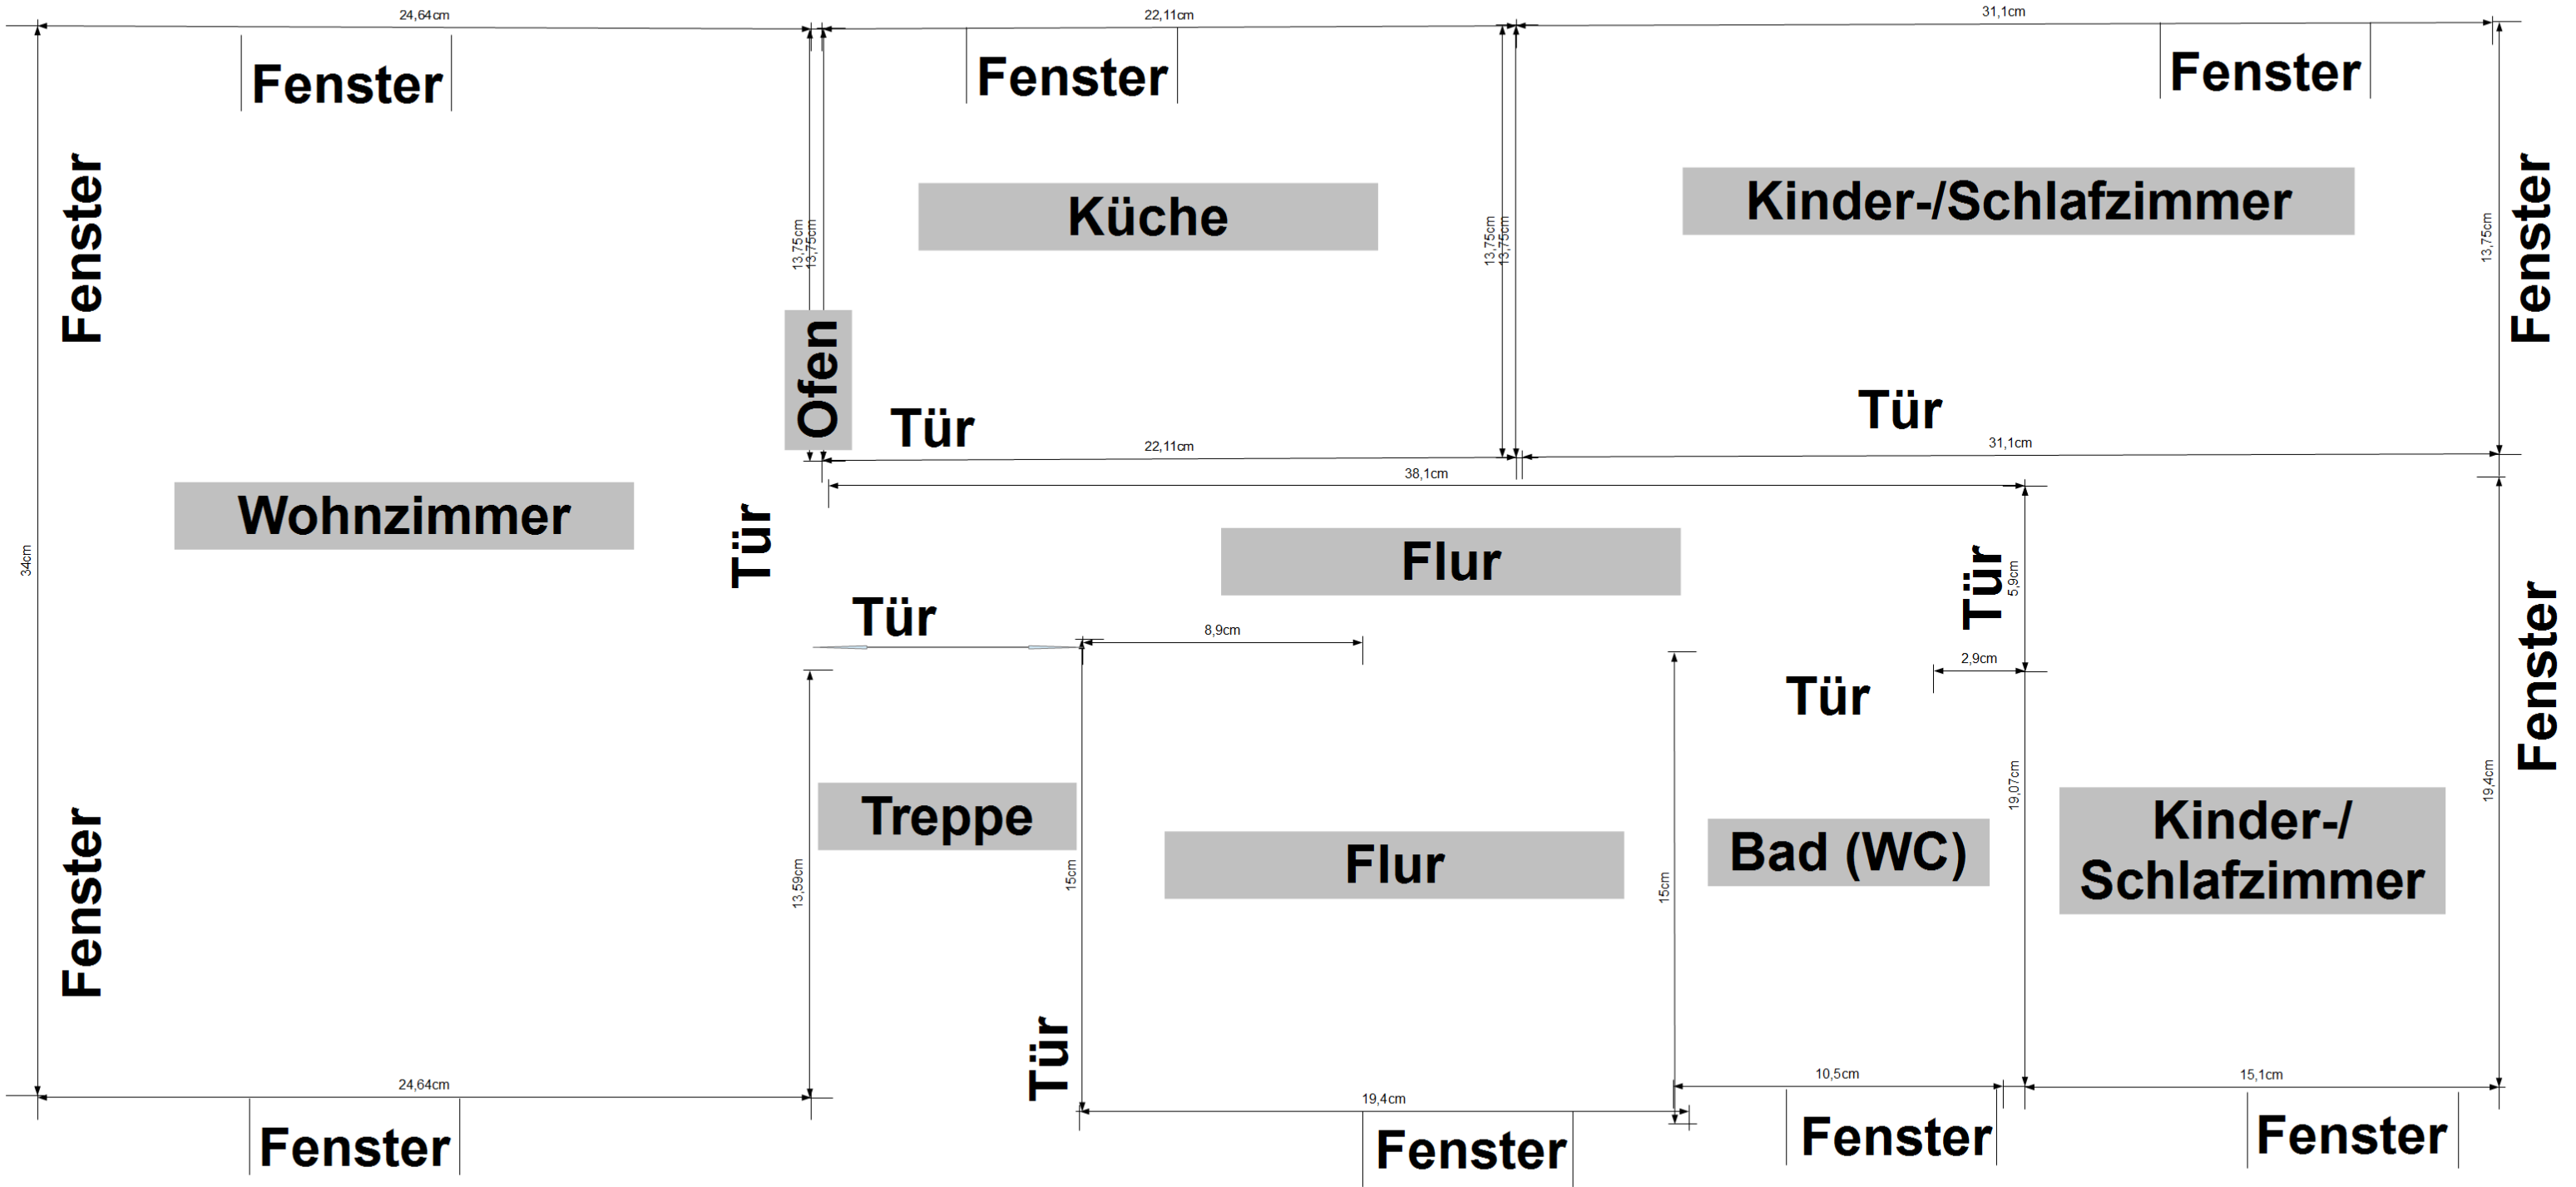 24,64cm
22,11cm
31,1cm
Fenster
Fenster
Fenster
Fenster
Fenster
Küche
Kinder-/Schlafzimmer
13,75cm
13,75cm
13,75cm
13,75cm
13,75cm
Ofen
Tür
Tür
22,11cm
31,1cm
38,1cm
Wohnzimmer
34cm
Tür
Flur
Tür
5,9cm
Tür
8,9cm
2,9cm
Tür
Fenster
Fenster
Treppe
Flur
Bad (WC)
Kinder-/
Schlafzimmer
13,59cm
15cm
15cm
19,07cm
19,4cm
Tür
24,64cm
19,4cm
10,5cm
15,1cm
Fenster
Fenster
Fenster
Fenster